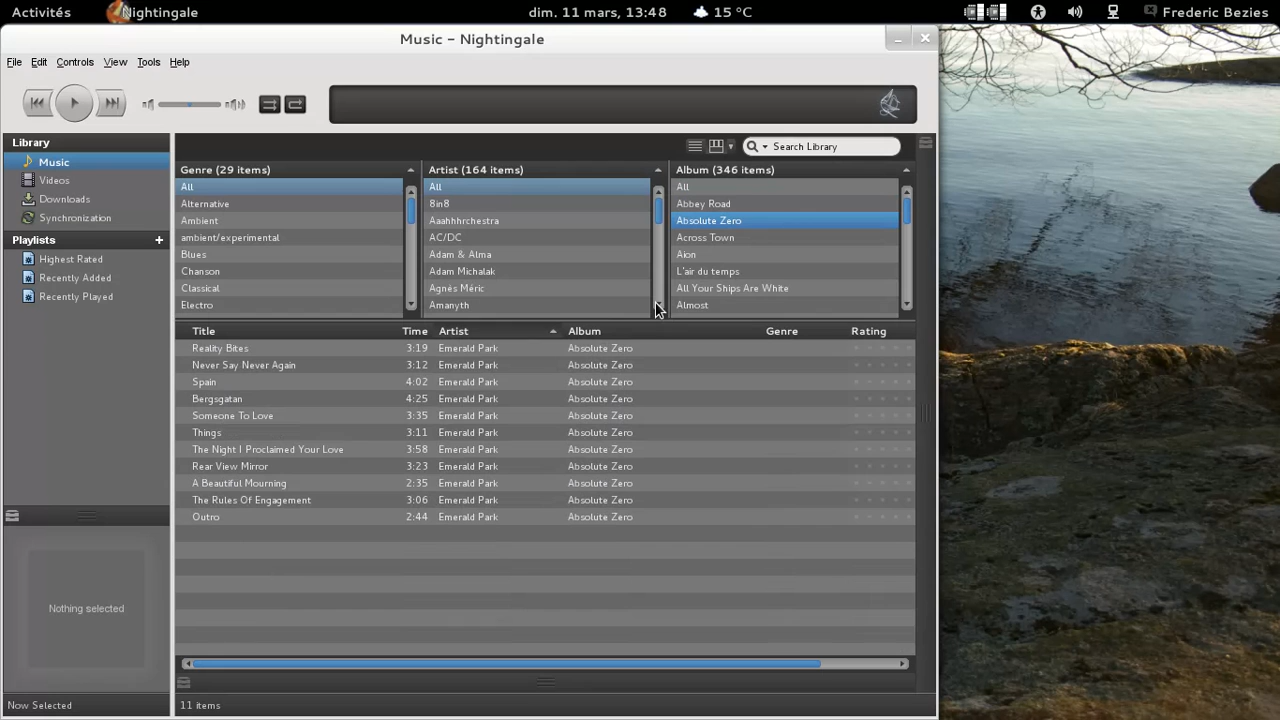 Activités Nightingale dim. 11 mars, 13:48 15 °C Frederic Bezies
Music – Nightingale
File Edit Controls View Tools Help
Library
Music
Videos
Downloads
Synchronization
Playlists +
Highest Rated
Recently Added
Recently Played
Nothing selected
Now Selected
Search Library
Genre (29 items)
All
Alternative
Ambient
ambient/experimental
Blues
Chanson
Classical
Electro
Artist (164 items)
All
8in8
Aaahhhrchestra
AC/DC
Adam & Alma
Adam Michalak
Agnés Méric
Amanyth
Album (346 items)
All
Abbey Road
Absolute Zero
Across Town
Aion
L'air du temps
All Your Ships Are White
Almost
Title Time Artist Album Genre Rating
Reality Bites 3:19 Emerald Park Absolute Zero
Never Say Never Again 3:12 Emerald Park Absolute Zero
Spain 4:02 Emerald Park Absolute Zero
Bergsgatan 4:25 Emerald Park Absolute Zero
Someone To Love 3:35 Emerald Park Absolute Zero
Things 3:11 Emerald Park Absolute Zero
The Night I Proclaimed Your Love 3:58 Emerald Park Absolute Zero
Rear View Mirror 3:23 Emerald Park Absolute Zero
A Beautiful Mourning 2:35 Emerald Park Absolute Zero
The Rules Of Engagement 3:06 Emerald Park Absolute Zero
Outro 2:44 Emerald Park Absolute Zero
11 items